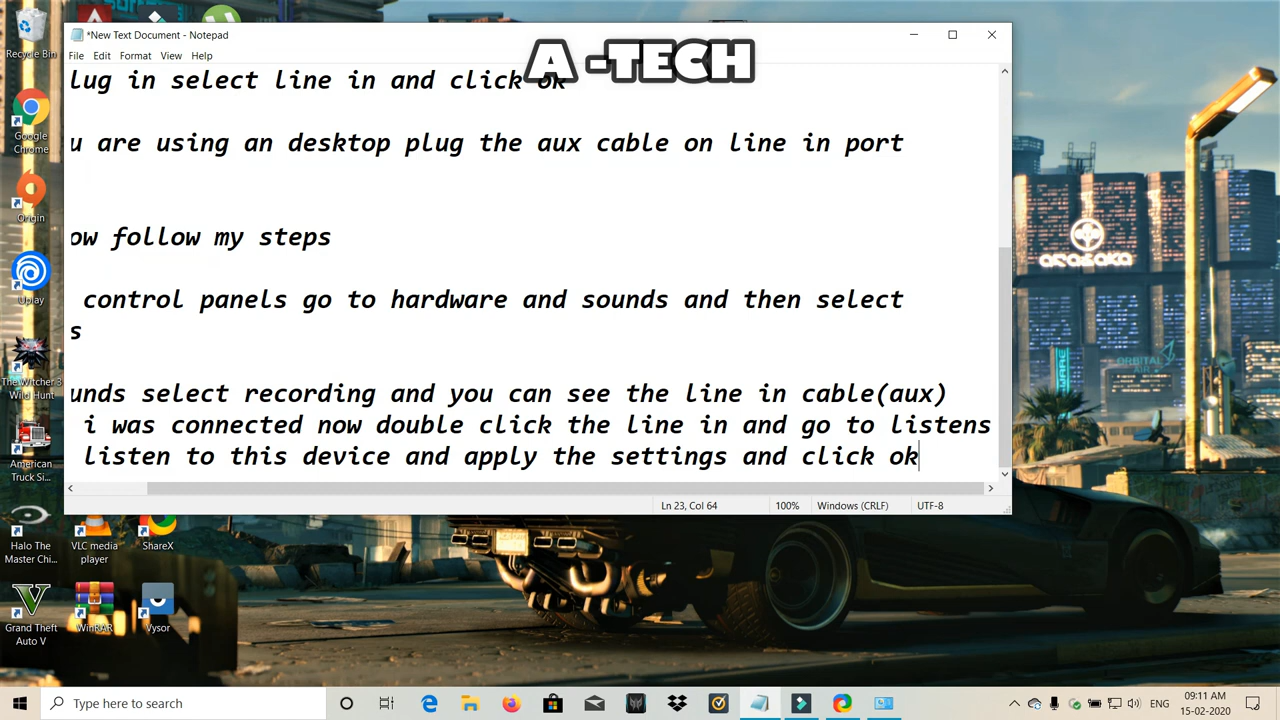 *New Text Document - Notepad
A -TECH
File Edit Format View Help
lug in select line in and click ok
u are using an desktop plug the aux cable on line in port
ow follow my steps
control panels go to hardware and sounds and then select
s
unds select recording and you can see the line in cable(aux)
i was connected now double click the line in and go to listens
listen to this device and apply the settings and click ok
Ln 23, Col 64 100% Windows (CRLF) UTF-8
Recycle Bin
Google Chrome
Origin
Uplay
The Witcher 3 Wild Hunt
American Truck Si...
Halo The Master Chi...
VLC media player
ShareX
Grand Theft Auto V
WinRAR
Vysor
arasaka
ORBITAL AIR
Type here to search
ENG
09:11 AM
15-02-2020